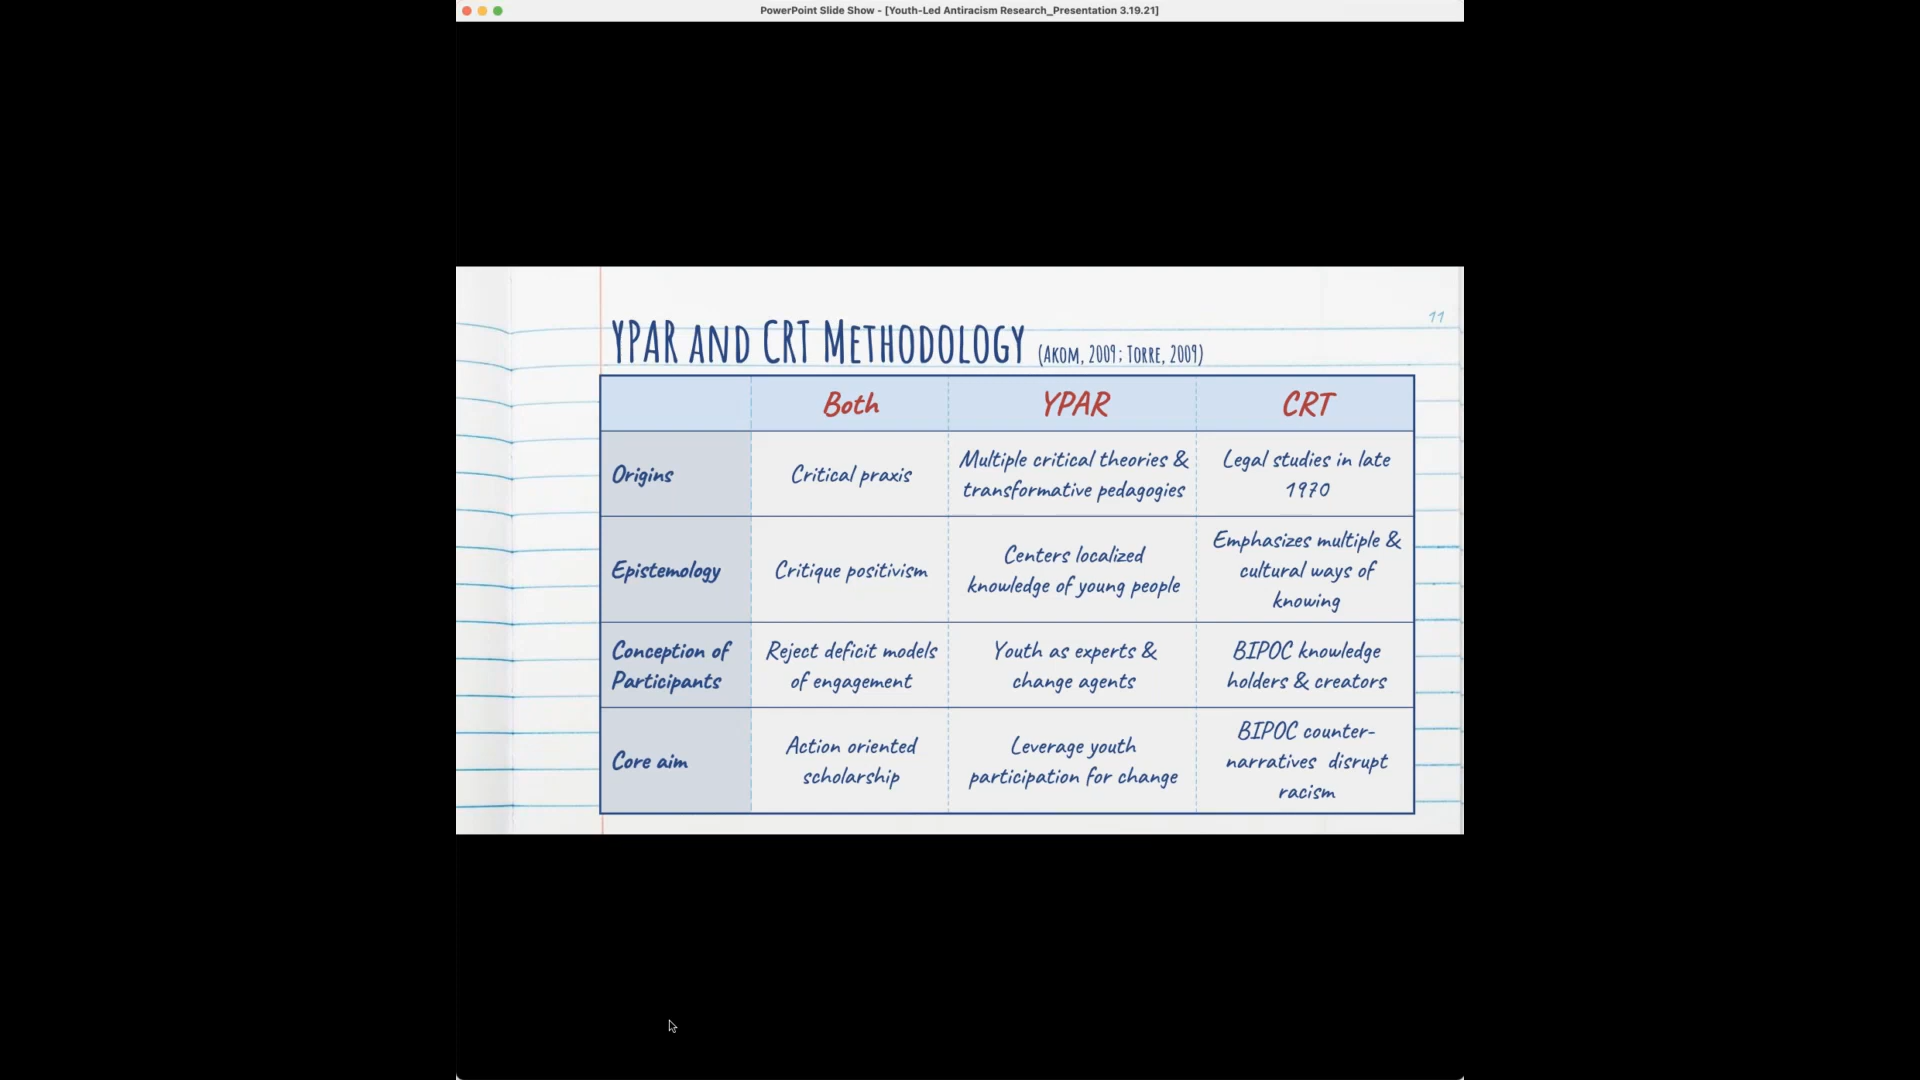 PowerPoint Slide Show - [Youth-Led Antiracism Research_Presentation 3.19.21]
11
YPAR and CRT Methodology (Akom, 2009; Torre, 2009)
Both
YPAR
CRT
Origins
Critical praxis
Multiple critical theories &
transformative pedagogies
Legal studies in late
1970
Epistemology
Critique positivism
Centers localized
knowledge of young people
Emphasizes multiple &
cultural ways of
knowing
Conception of
Participants
Reject deficit models
of engagement
Youth as experts &
change agents
BIPOC knowledge
holders & creators
Core aim
Action oriented
scholarship
Leverage youth
participation for change
BIPOC counter-
narratives disrupt
racism